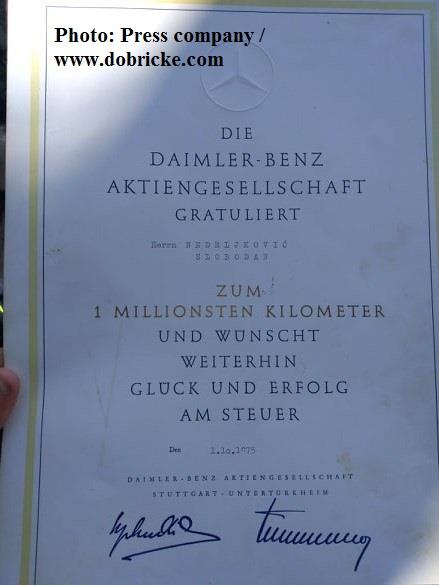 Photo: Press company /
www.dobricke.com
DIE
DAIMLER-BENZ
AKTIENGESELLSCHAFT
GRATULIERT
Herrn NEDELJKOVIĆ
SLOBODAN
ZUM
1 MILLIONSTEN KILOMETER
UND WÜNSCHT
WEITERHIN
GLÜCK UND ERFOLG
AM STEUER
Den 1.10.1975
DAIMLER-BENZ AKTIENGESELLSCHAFT
STUTTGART-UNTERTÜRKHEIM